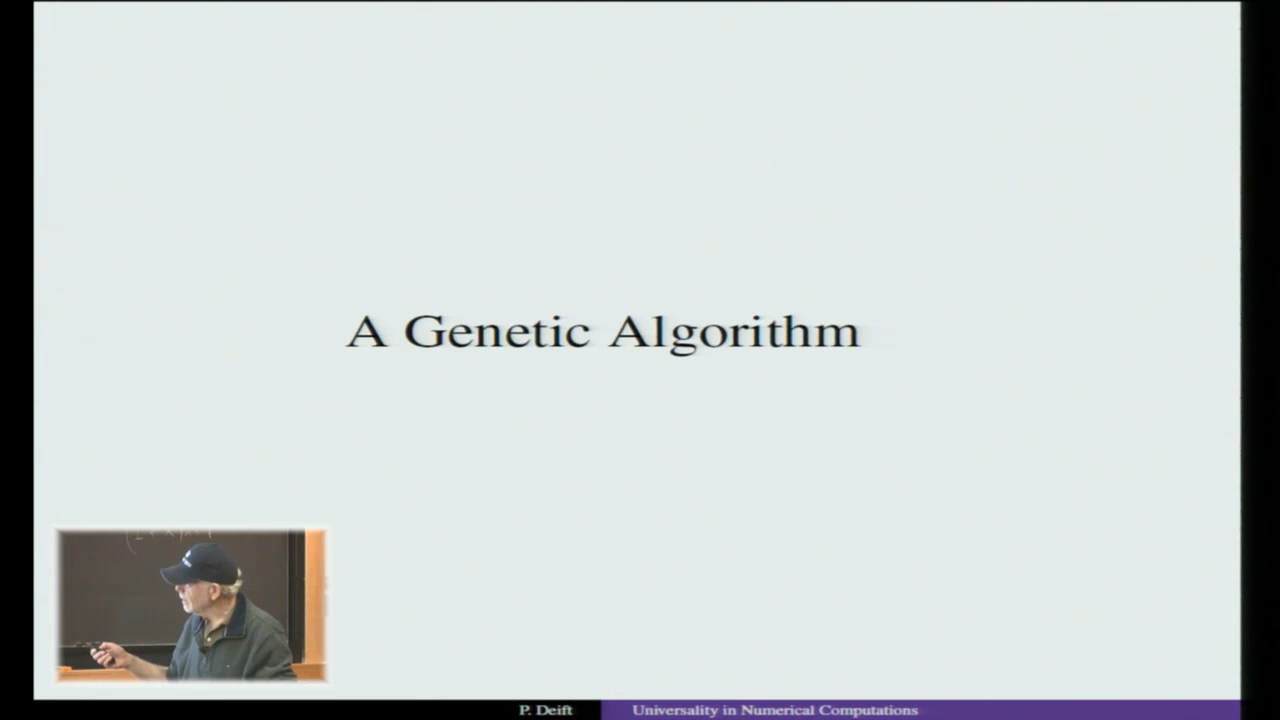 A Genetic Algorithm
P. Deift
Universality in Numerical Computations